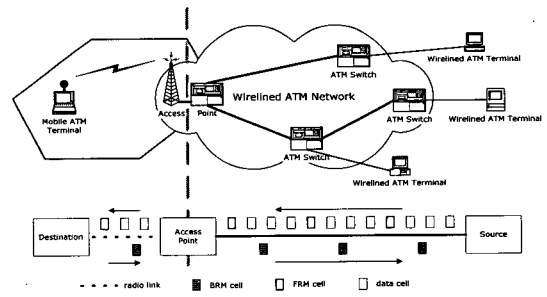 Wirelined ATM Terminal
ATM Switch
Wirelined ATM Network
Mobile ATM
Terminal
Access Point
ATM Switch
Wirelined ATM Terminal
ATM Switch
Wirelined ATM Terminal
Destination
Access
Point
Source
radio link
BRM cell
FRM cell
data cell